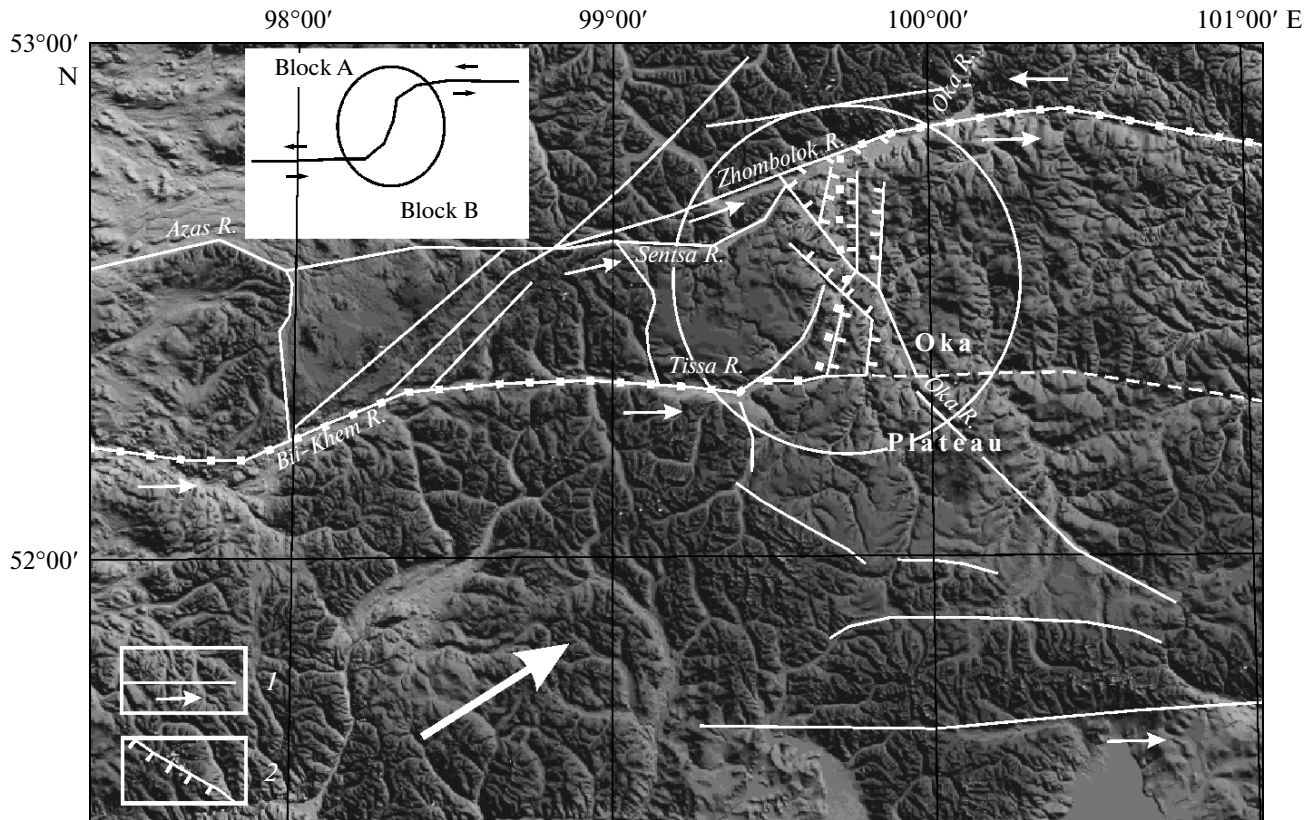 98°00′ 99°00′ 100°00′ 101°00′ E
53°00′
N
Block A
Block B
Oka R.
Zhombolok R.
Azas R.
Sentsa R.
Oka
Tissa R.
Oka R.
Plateau
Bii-Khem R.
52°00′
1
2